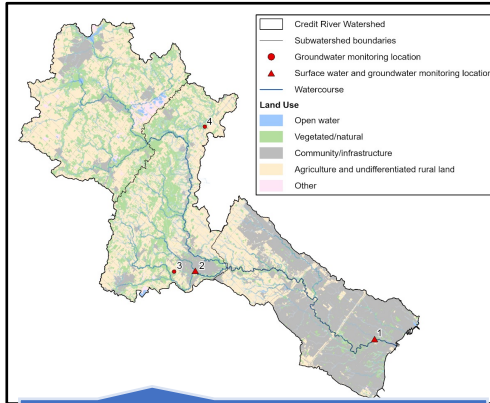 Credit River Watershed
Subwatershed boundaries
Groundwater monitoring location
Surface water and groundwater monitoring location
Watercourse
Land Use
Open water
Vegetated/natural
Community/infrastructure
Agriculture and undifferentiated rural land
Other
4
3
2
1